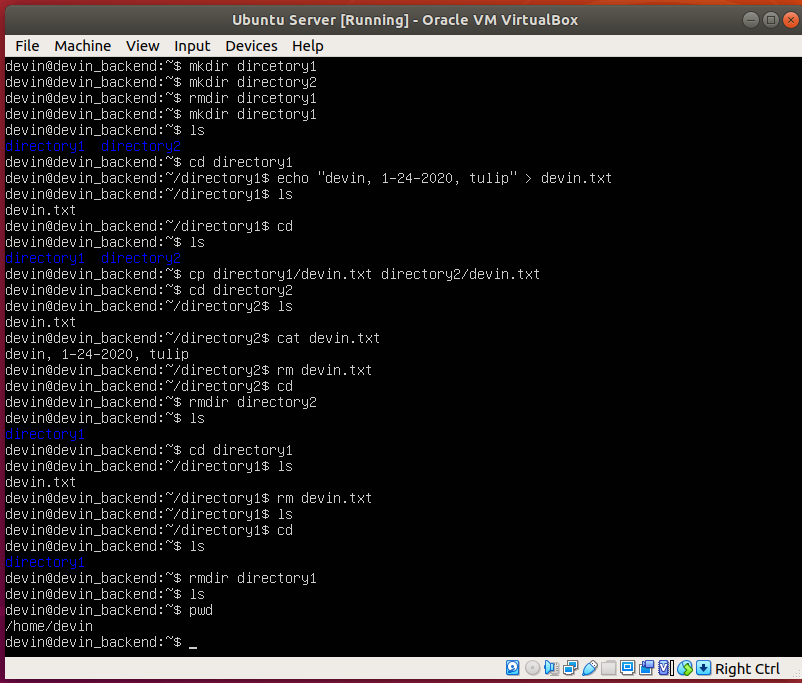 Ubuntu Server [Running] - Oracle VM VirtualBox
File Machine View Input Devices Help
devin@devin_backend:~$ mkdir dircetory1
devin@devin_backend:~$ mkdir directory2
devin@devin_backend:~$ rmdir dircetory1
devin@devin_backend:~$ mkdir directory1
devin@devin_backend:~$ ls
directory1  directory2
devin@devin_backend:~$ cd directory1
devin@devin_backend:~/directory1$ echo "devin, 1-24-2020, tulip" > devin.txt
devin@devin_backend:~/directory1$ ls
devin.txt
devin@devin_backend:~/directory1$ cd
devin@devin_backend:~$ ls
directory1  directory2
devin@devin_backend:~$ cp directory1/devin.txt directory2/devin.txt
devin@devin_backend:~$ cd directory2
devin@devin_backend:~/directory2$ ls
devin.txt
devin@devin_backend:~/directory2$ cat devin.txt
devin, 1-24-2020, tulip
devin@devin_backend:~/directory2$ rm devin.txt
devin@devin_backend:~/directory2$ cd
devin@devin_backend:~$ rmdir directory2
devin@devin_backend:~$ ls
directory1
devin@devin_backend:~$ cd directory1
devin@devin_backend:~/directory1$ ls
devin.txt
devin@devin_backend:~/directory1$ rm devin.txt
devin@devin_backend:~/directory1$ ls
devin@devin_backend:~/directory1$ cd
devin@devin_backend:~$ ls
directory1
devin@devin_backend:~$ rmdir directory1
devin@devin_backend:~$ ls
devin@devin_backend:~$ pwd
/home/devin
devin@devin_backend:~$ _
Right Ctrl